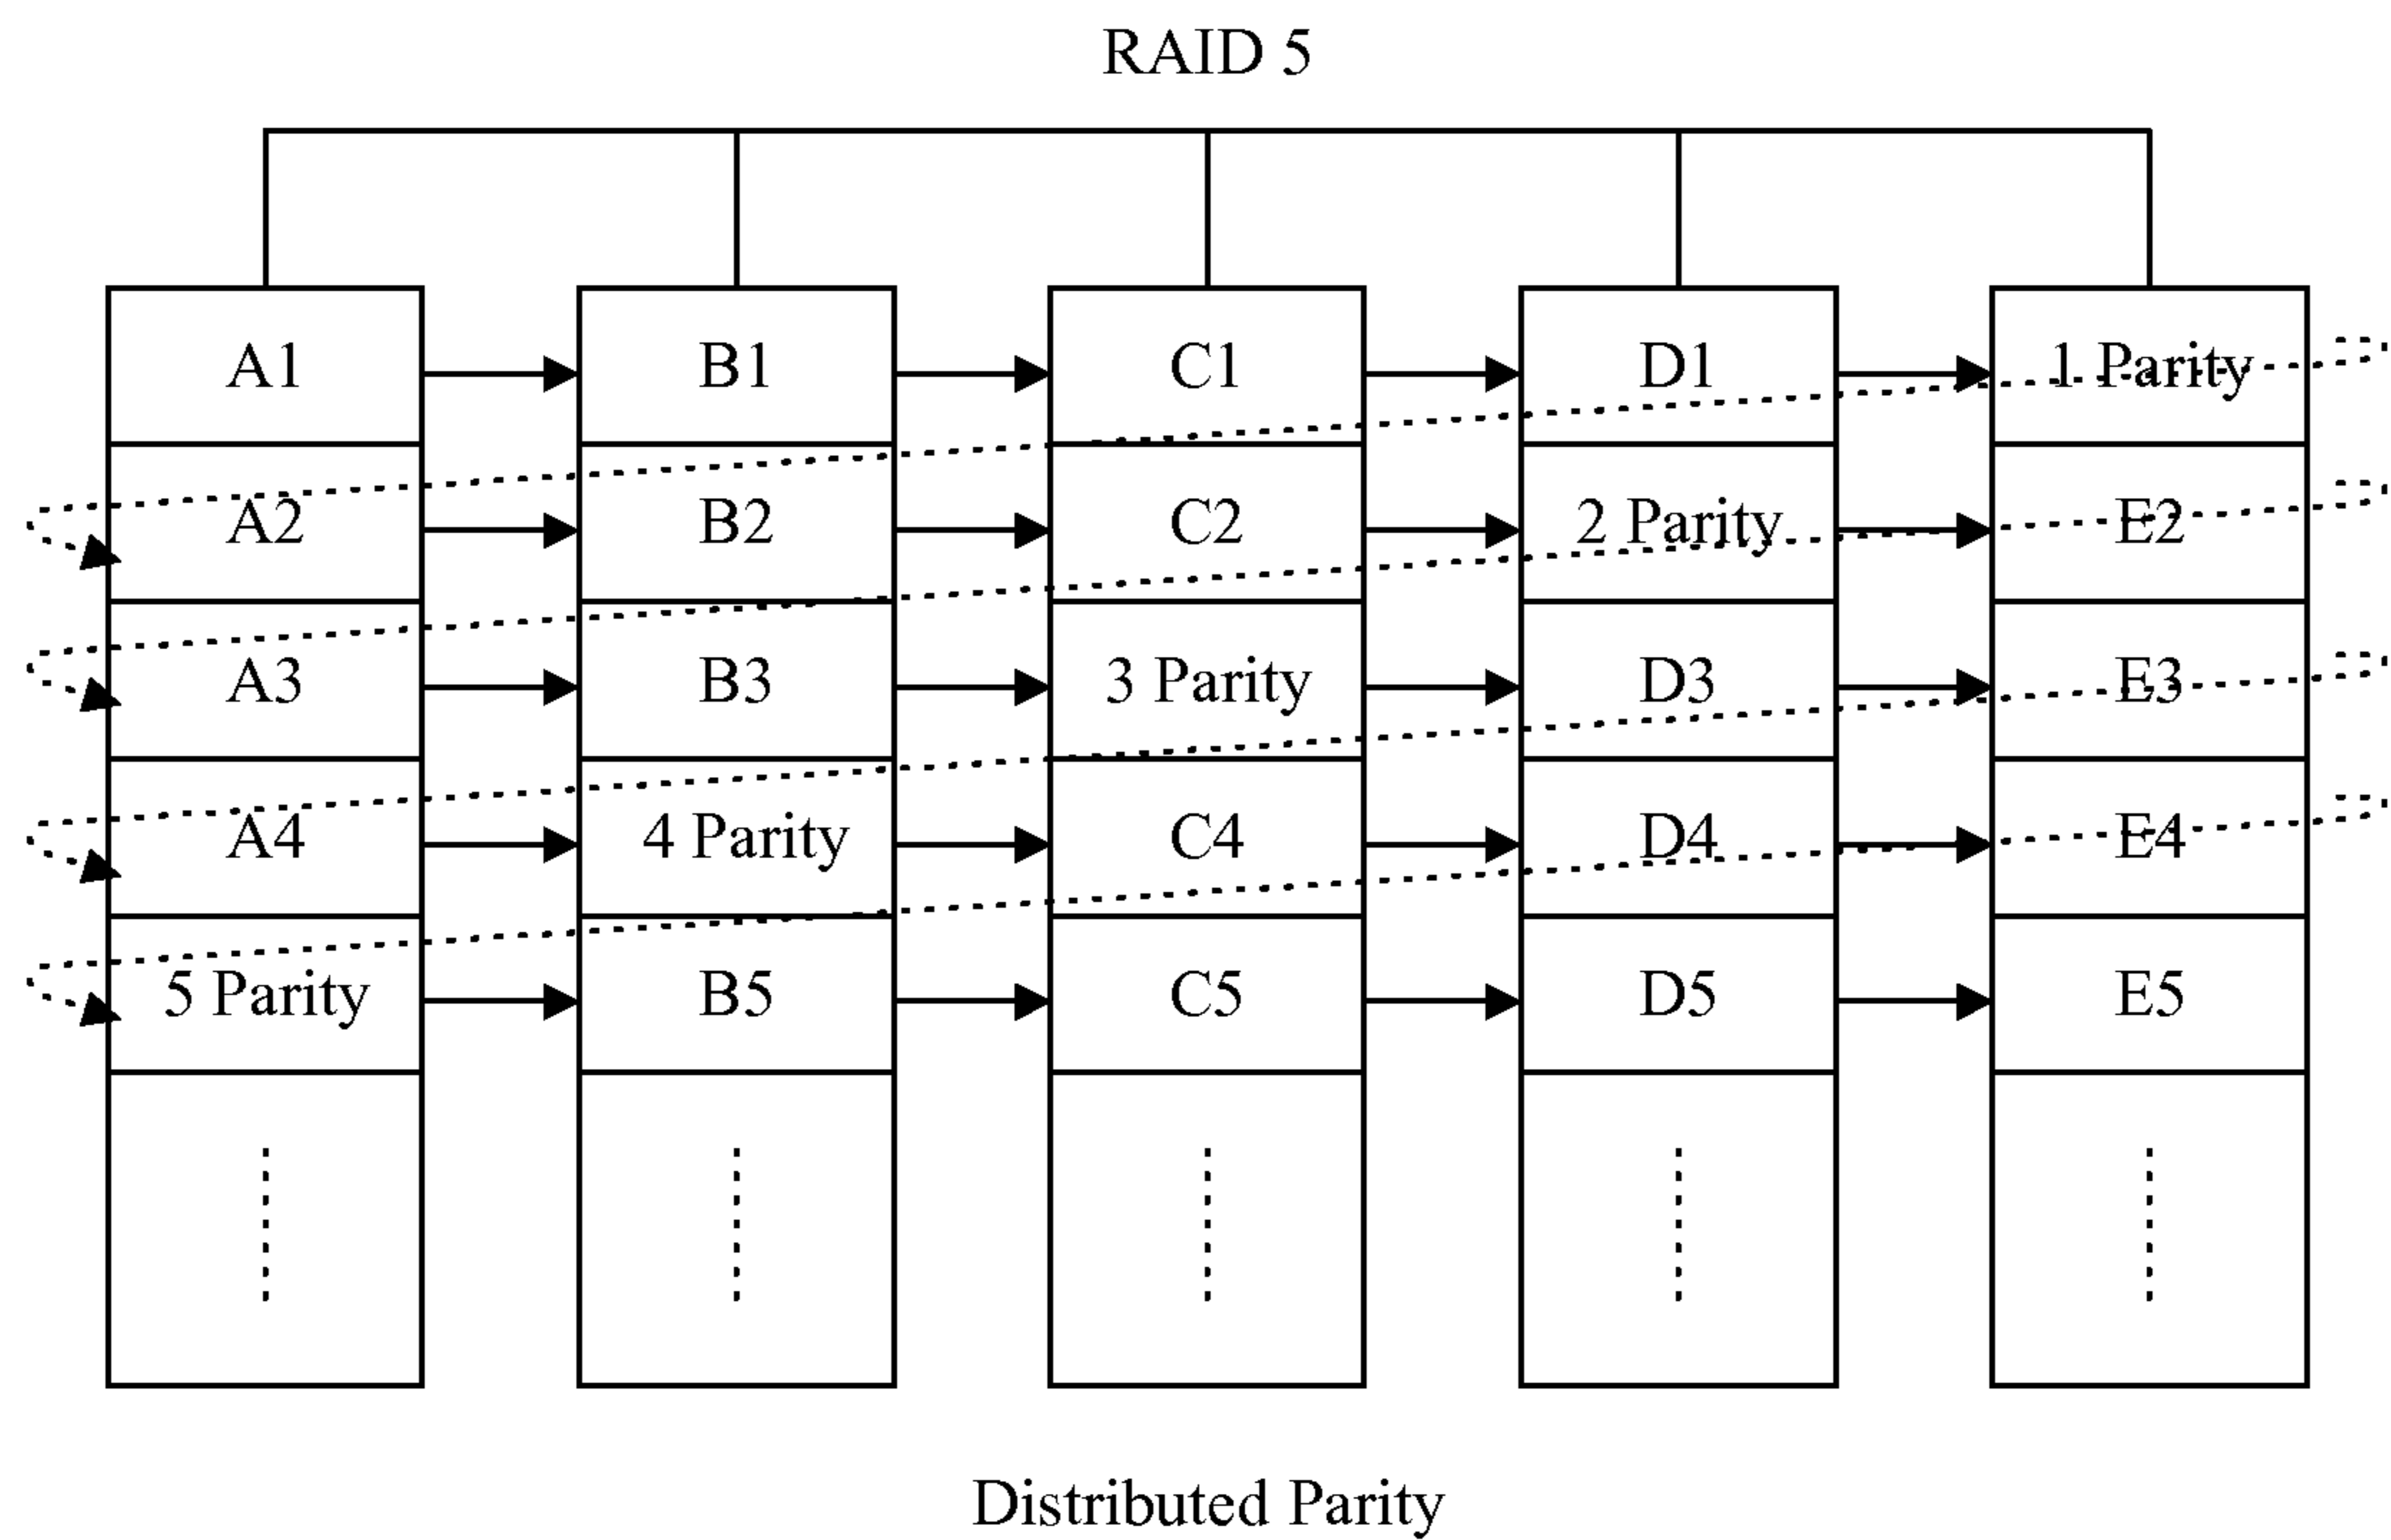 RAID 5
A1 B1 C1 D1 1 Parity
A2 B2 C2 2 Parity E2
A3 B3 3 Parity D3 E3
A4 4 Parity C4 D4 E4
5 Parity B5 C5 D5 E5
Distributed Parity